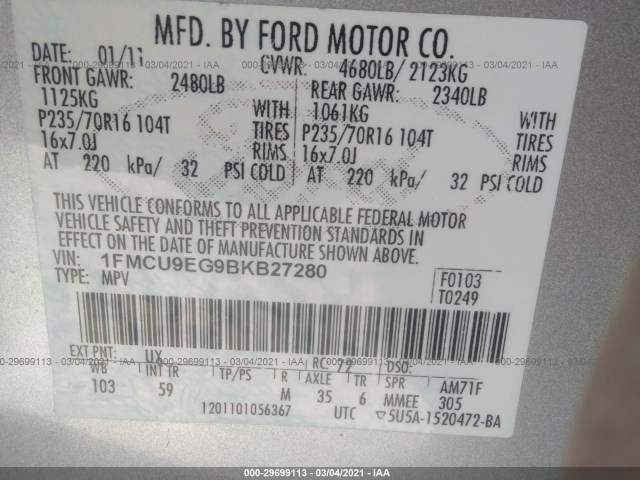 MFD. BY FORD MOTOR CO.
DATE: 01/11 GVWR: 4680LB/ 2123KG
FRONT GAWR: 2480LB REAR GAWR: 2340LB
1125KG WITH 1061KG WITH
P235/70R16 104T TIRES P235/70R16 104T TIRES
16x7.0J RIMS 16x7.0J RIMS
AT 220 kPa/ 32 PSI COLD AT 220 kPa/ 32 PSI COLD
THIS VEHICLE CONFORMS TO ALL APPLICABLE FEDERAL MOTOR
VEHICLE SAFETY AND THEFT PREVENTION STANDARDS IN
EFFECT ON THE DATE OF MANUFACTURE SHOWN ABOVE.
VIN: 1FMCU9EG9BKB27280
TYPE: MPV
F0103
T0249
EXT PNT: UX RC: 72 DSO:
WB INT TR TP/PS R AXLE TR SPR AM71F
103 59 M 35 6 MMEE 305
1201101056367 UTC 5U5A-1520472-BA
000-29699113 - 03/04/2021 - IAA